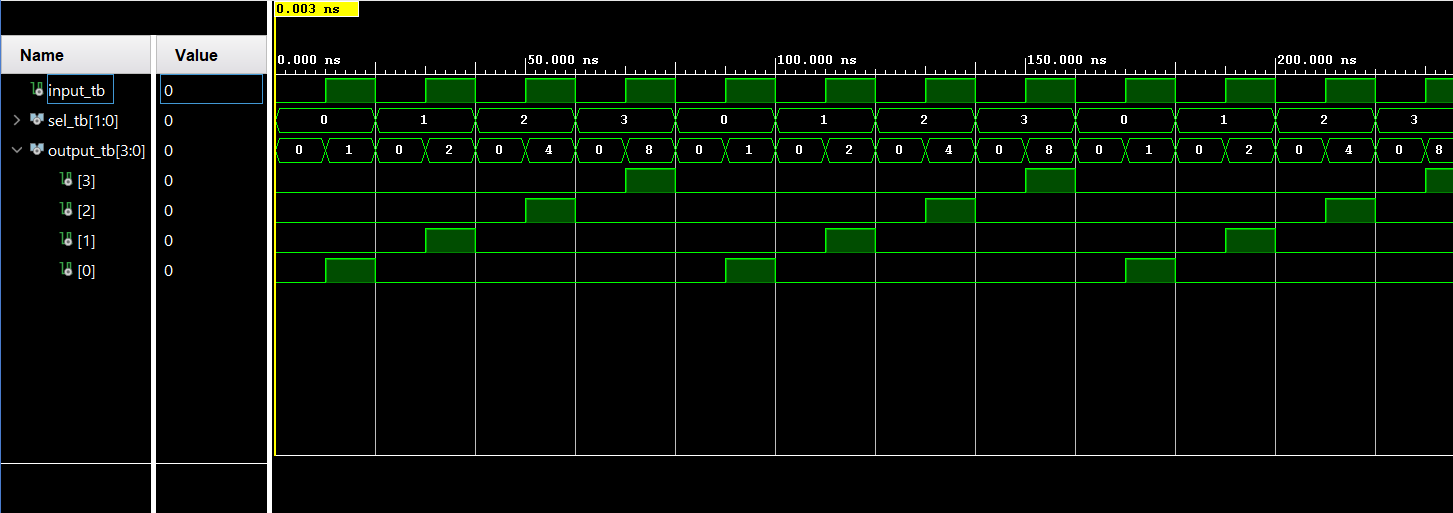 0.003 ns
Name Value
0.000 ns 50.000 ns 100.000 ns 150.000 ns 200.000 ns
input_tb 0
sel_tb[1:0] 0 0 1 2 3 0 1 2 3 0 1 2 3
output_tb[3:0] 0 0 1 0 2 0 4 0 8 0 1 0 2 0 4 0 8 0 1 0 2 0 4 0 8
[3] 0
[2] 0
[1] 0
[0] 0